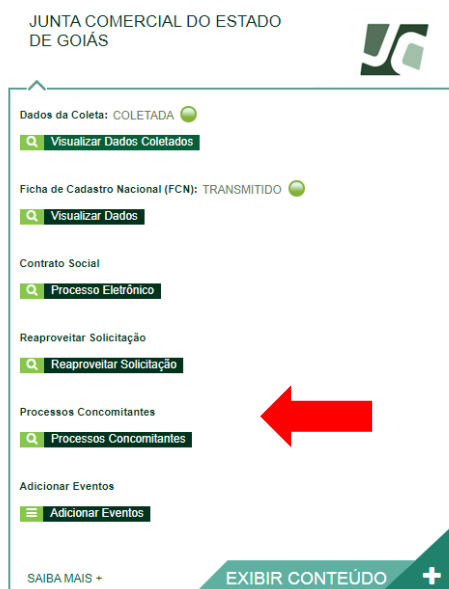 JUNTA COMERCIAL DO ESTADO
DE GOIÁS
Dados da Coleta: COLETADA
Visualizar Dados Coletados
Ficha de Cadastro Nacional (FCN): TRANSMITIDO
Visualizar Dados
Contrato Social
Processo Eletrônico
Reaproveitar Solicitação
Reaproveitar Solicitação
Processos Concomitantes
Processos Concomitantes
Adicionar Eventos
Adicionar Eventos
SAIBA MAIS +
EXIBIR CONTEÚDO +